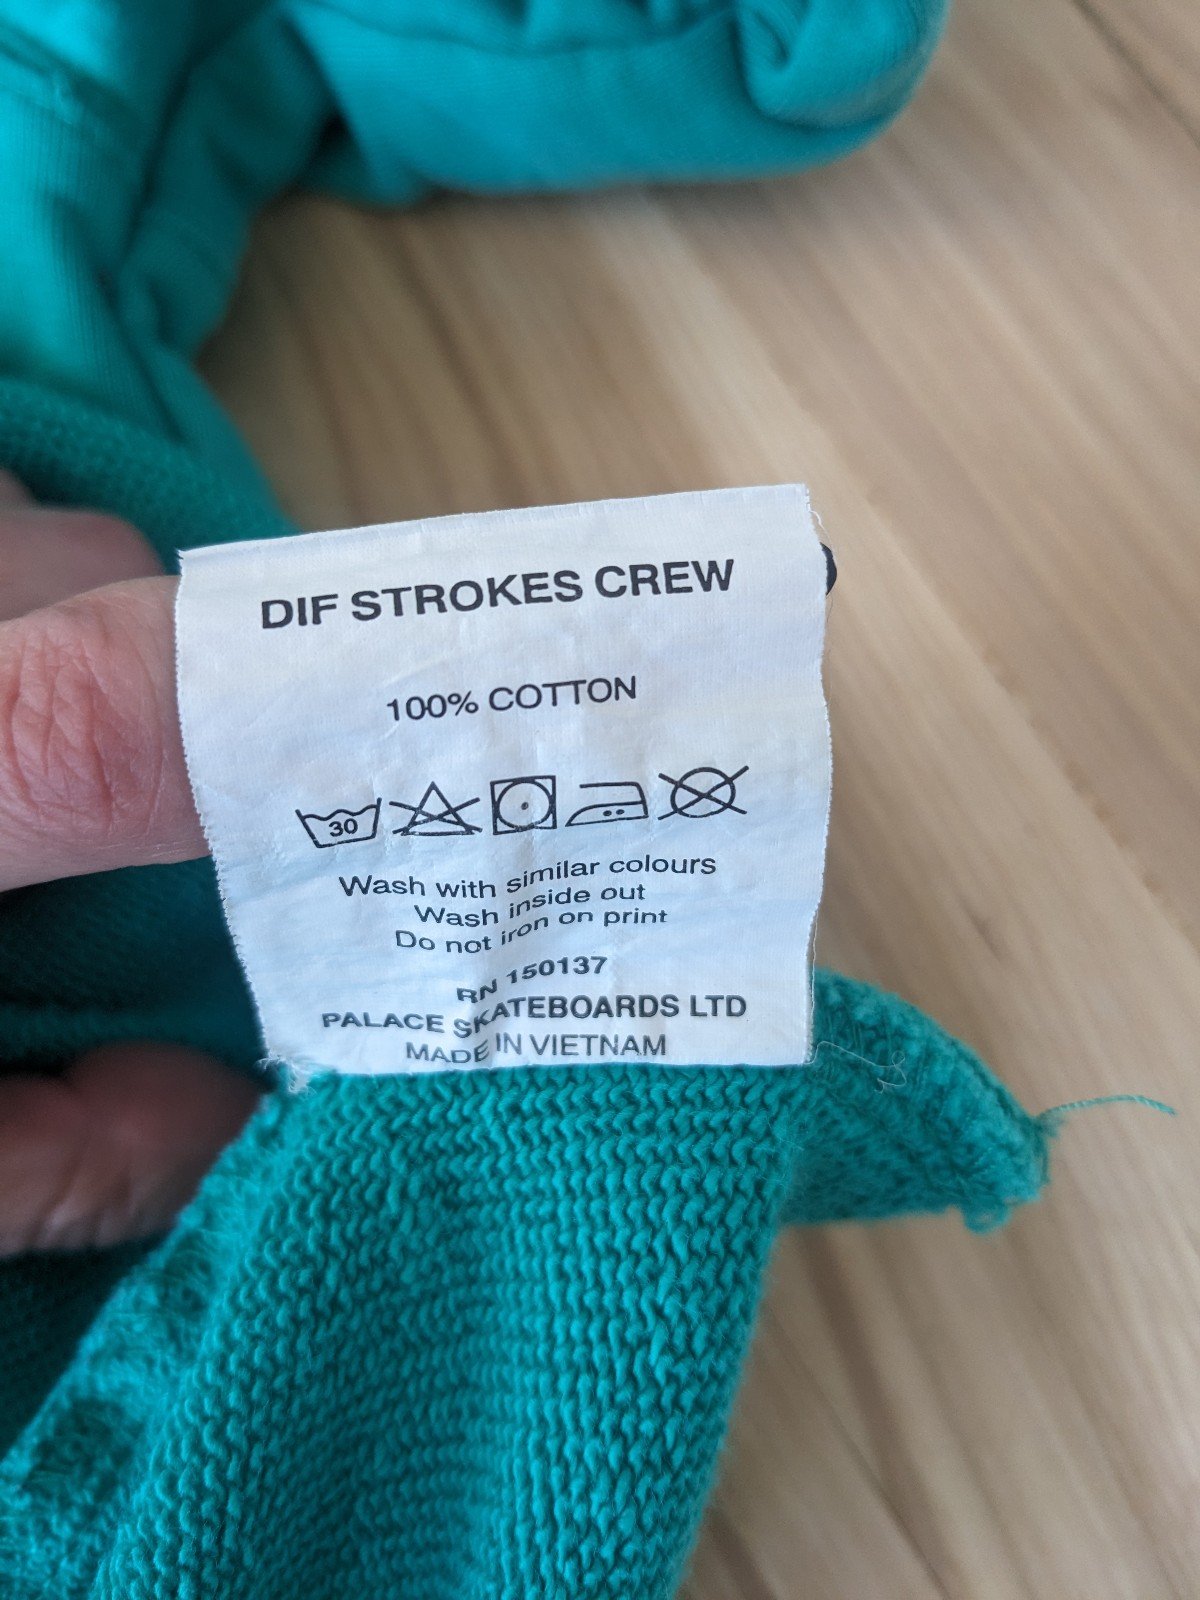 DIF STROKES CREW
100% COTTON
30
Wash with similar colours
Wash inside out
Do not iron on print
RN 150137
PALACE SKATEBOARDS LTD
MADE IN VIETNAM